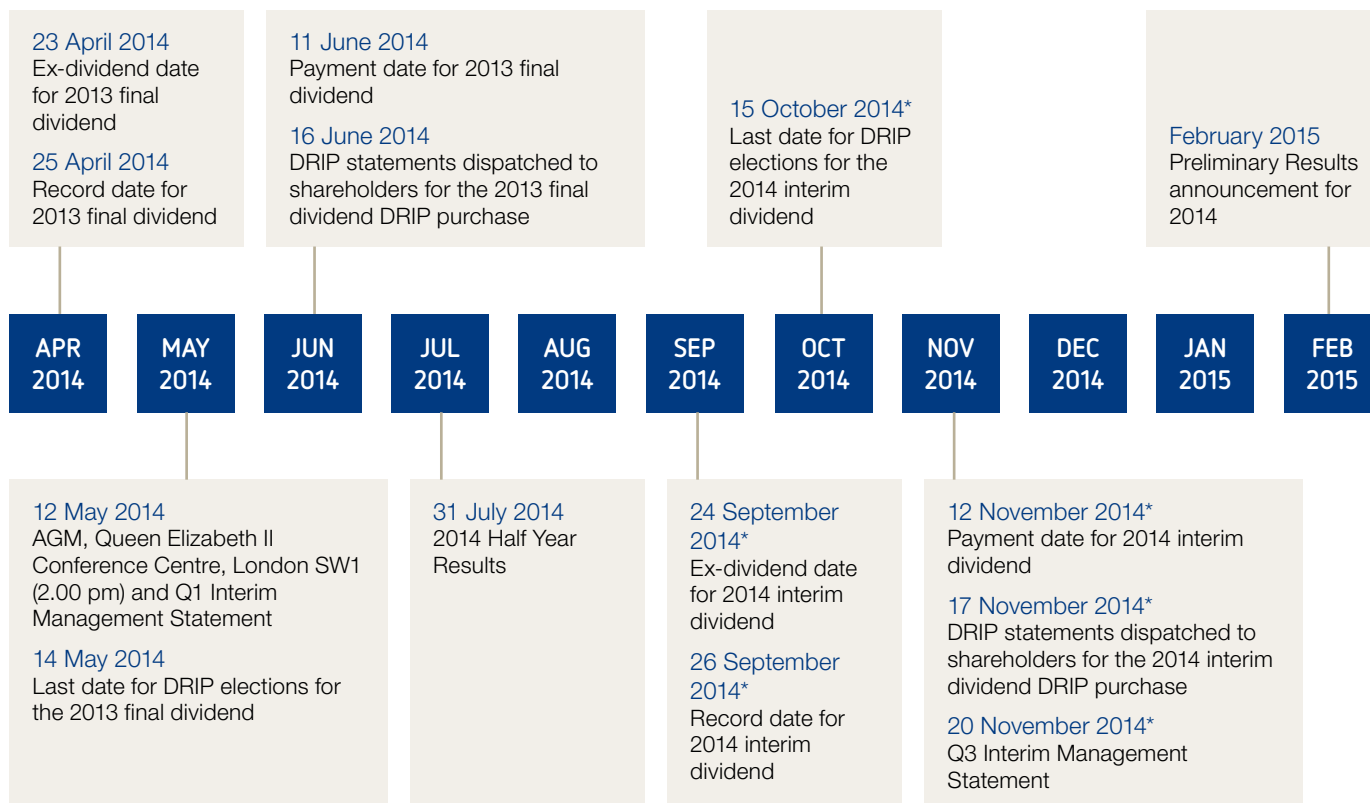 23 April 2014
Ex-dividend date
for 2013 final
dividend
25 April 2014
Record date for
2013 final dividend
11 June 2014
Payment date for 2013 final
dividend
16 June 2014
DRIP statements dispatched to
shareholders for the 2013 final
dividend DRIP purchase
15 October 2014*
Last date for DRIP
elections for the
2014 interim
dividend
February 2015
Preliminary Results
announcement for
2014
APR
2014
MAY
2014
JUN
2014
JUL
2014
AUG
2014
SEP
2014
OCT
2014
NOV
2014
DEC
2014
JAN
2015
FEB
2015
12 May 2014
AGM, Queen Elizabeth II
Conference Centre, London SW1
(2.00 pm) and Q1 Interim
Management Statement
14 May 2014
Last date for DRIP elections for
the 2013 final dividend
31 July 2014
2014 Half Year
Results
24 September
2014*
Ex-dividend date
for 2014 interim
dividend
26 September
2014*
Record date for
2014 interim
dividend
12 November 2014*
Payment date for 2014 interim
dividend
17 November 2014*
DRIP statements dispatched to
shareholders for the 2014 interim
dividend DRIP purchase
20 November 2014*
Q3 Interim Management
Statement